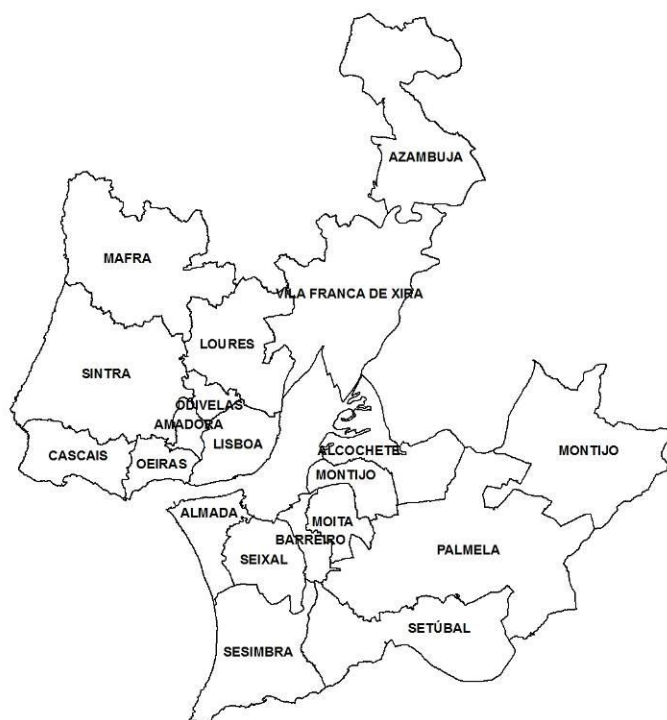 AZAMBUJA
MAFRA
VILA FRANCA DE XIRA
LOURES
SINTRA
ODIVELAS
AMADORA
LISBOA
ALCOCHETE
MONTIJO
CASCAIS
OEIRAS
MONTIJO
ALMADA
MOITA
BARREIRO
PALMELA
SEIXAL
SETÚBAL
SESIMBRA